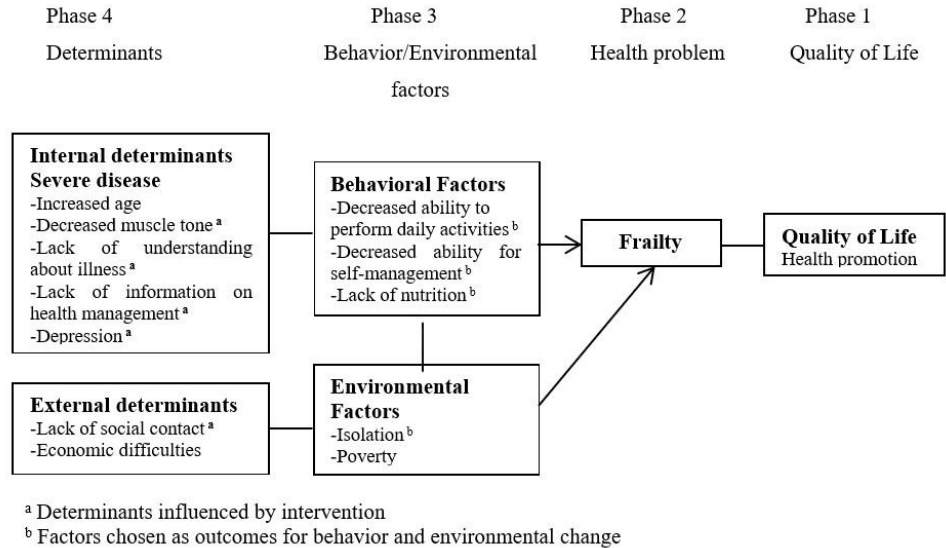 Phase 4
Determinants
Phase 3
Behavior/Environmental
factors
Phase 2
Health problem
Phase 1
Quality of Life
Internal determinants
Severe disease
-Increased age
-Decreased muscle tone ᵃ
-Lack of understanding
about illness ᵃ
-Lack of information on
health management ᵃ
-Depression ᵃ
External determinants
-Lack of social contact ᵃ
-Economic difficulties
Behavioral Factors
-Decreased ability to
perform daily activities ᵇ
-Decreased ability for
self-management ᵇ
-Lack of nutrition ᵇ
Environmental
Factors
-Isolation ᵇ
-Poverty
Frailty
Quality of Life
Health promotion
ᵃ Determinants influenced by intervention
ᵇ Factors chosen as outcomes for behavior and environmental change